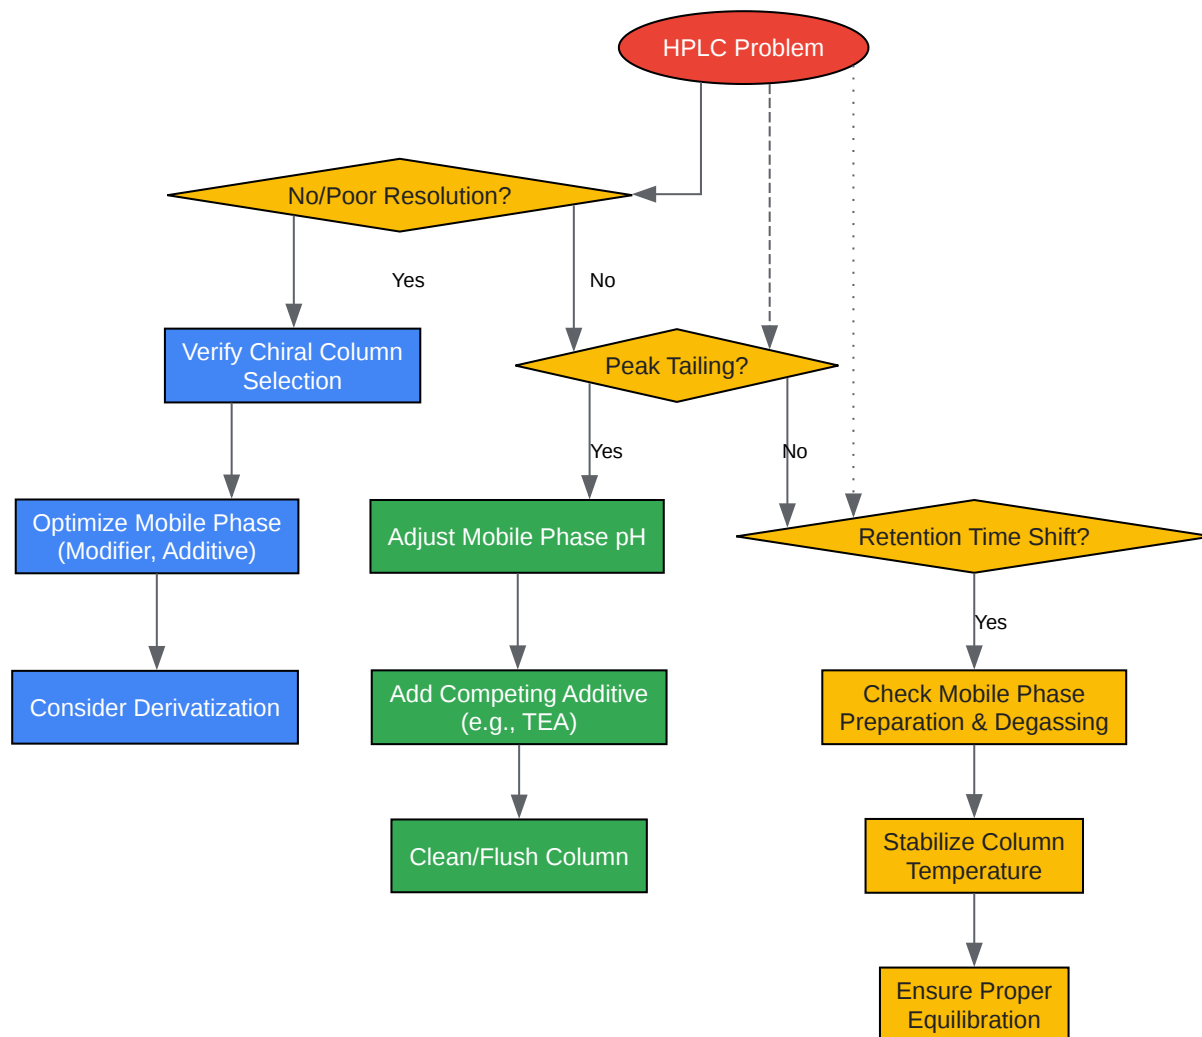 HPLC Problem
No/Poor Resolution?
Yes
No
Verify Chiral Column
Selection
Peak Tailing?
Yes
No
Optimize Mobile Phase
(Modifier, Additive)
Adjust Mobile Phase pH
Retention Time Shift?
Yes
Consider Derivatization
Add Competing Additive
(e.g., TEA)
Check Mobile Phase
Preparation & Degassing
Clean/Flush Column
Stabilize Column
Temperature
Ensure Proper
Equilibration